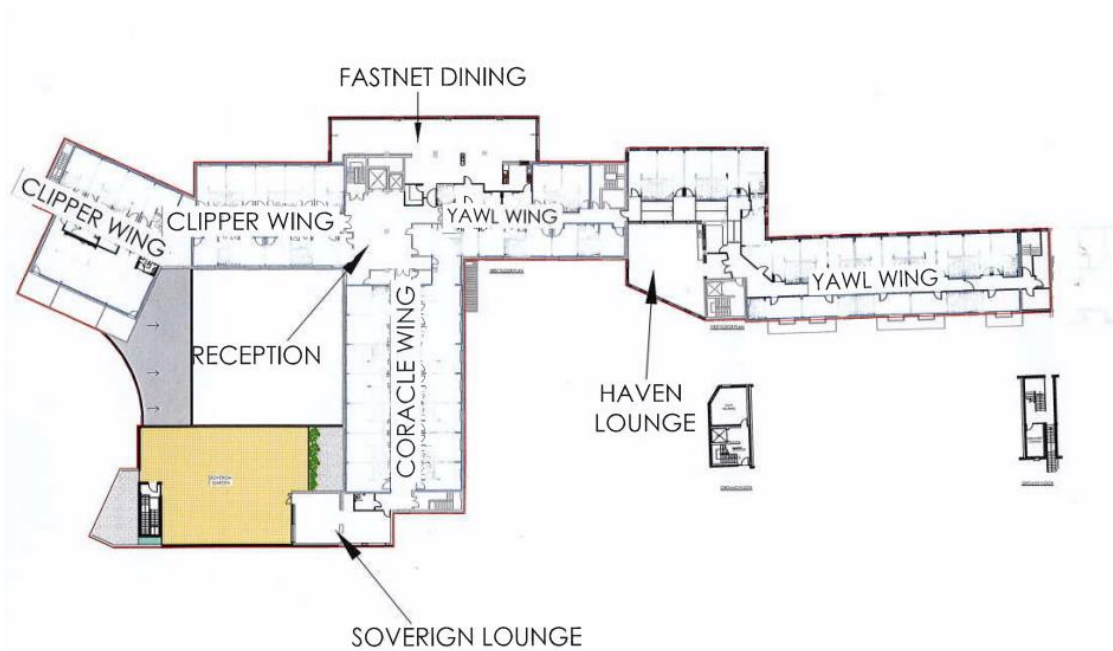 FASTNET DINING
CLIPPER WING
CLIPPER WING
YAWL WING
YAWL WING
RECEPTION
CORACLE WING
HAVEN
LOUNGE
SOVERIGN LOUNGE